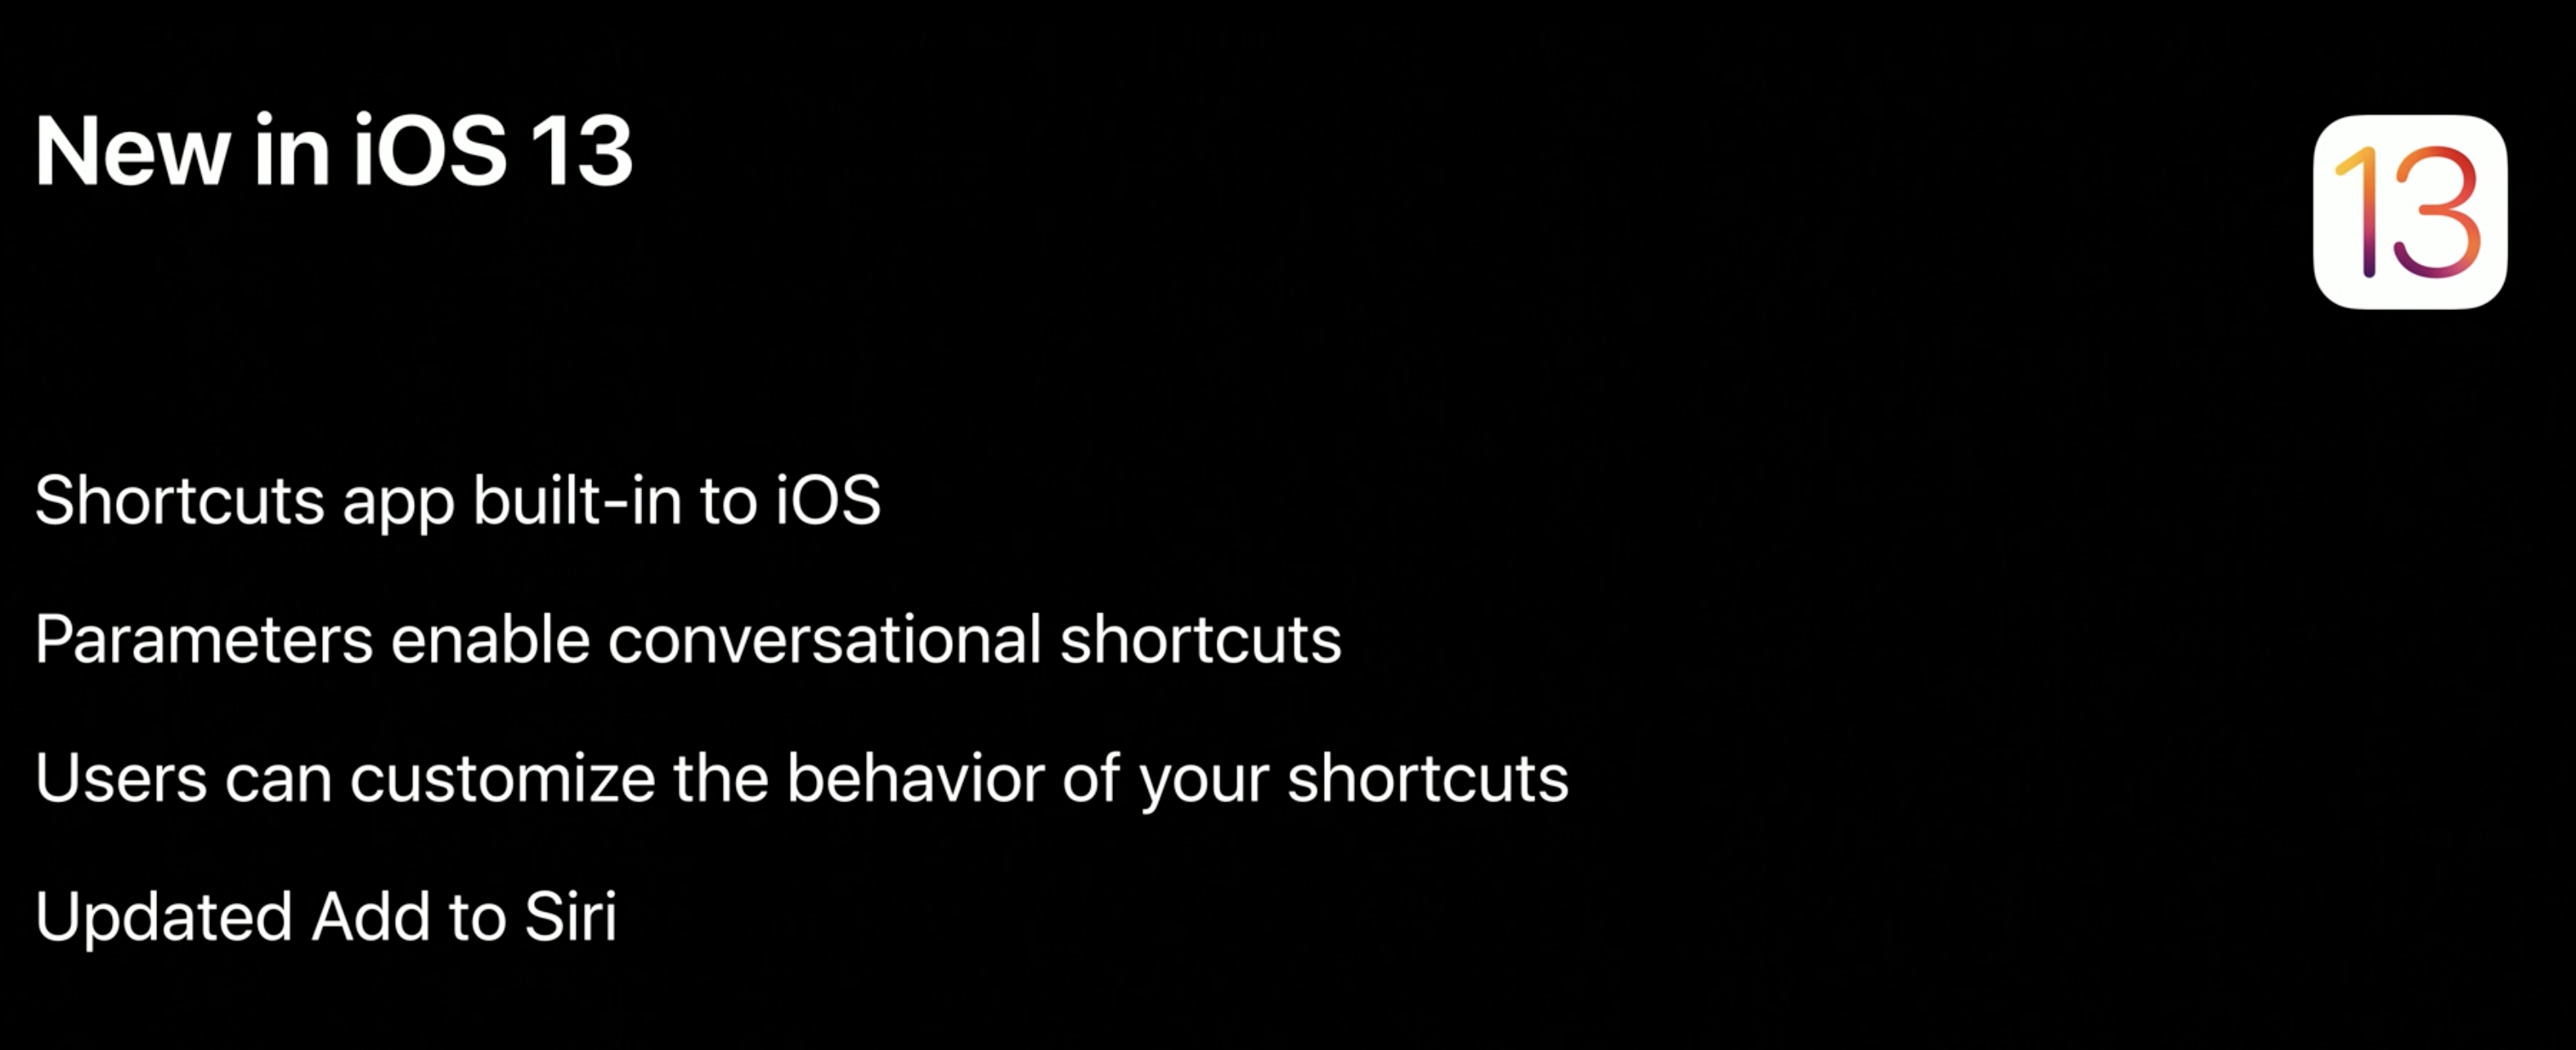 New in iOS 13
13
Shortcuts app built-in to iOS
Parameters enable conversational shortcuts
Users can customize the behavior of your shortcuts
Updated Add to Siri